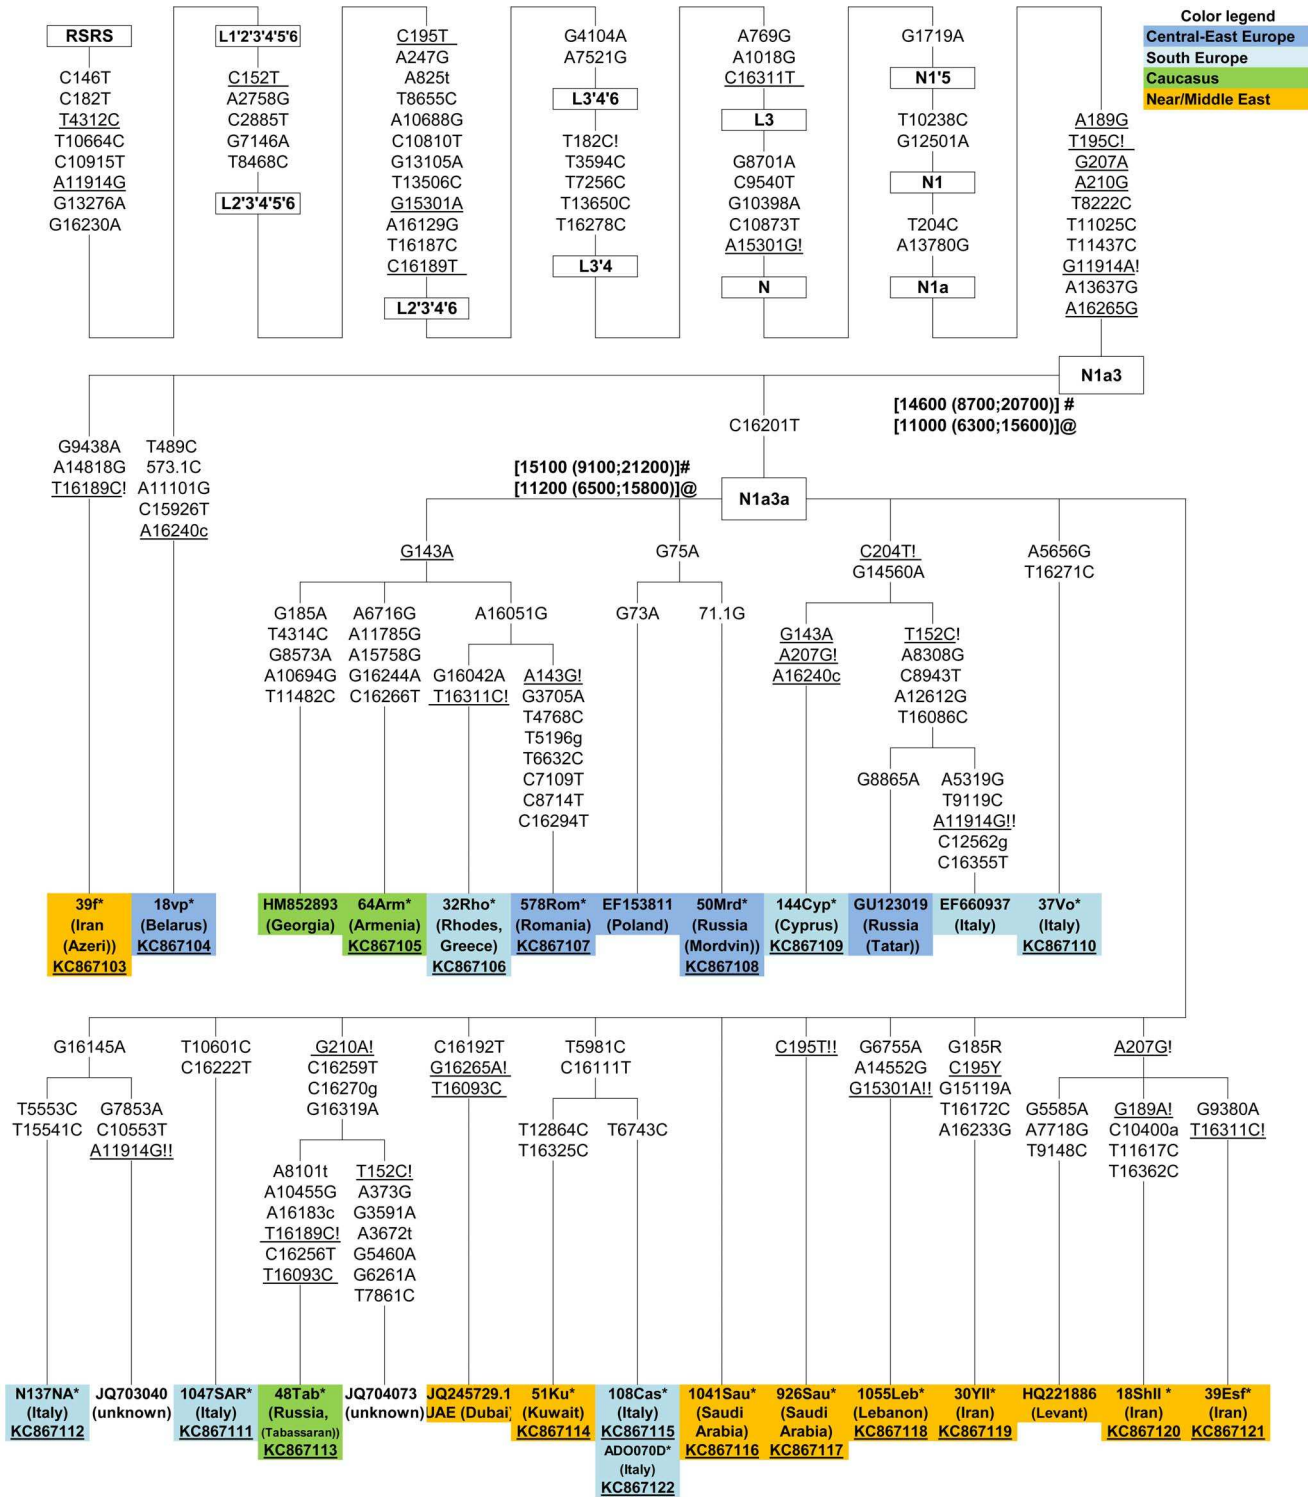 RSRS
C146T
C182T
T4312C
T10664C
C10915T
A11914G
G13276A
G16230A
L1'2'3'4'5'6
C152T
A2758G
C2885T
G7146A
T8468C
L2'3'4'5'6
C195T
A247G
A825t
T8655C
A10688G
C10810T
G13105A
T13506C
G15301A
A16129G
T16187C
C16189T
L2'3'4'6
G4104A
A7521G
L3'4'6
T182C!
T3594C
T7256C
T13650C
T16278C
L3'4
A769G
A1018G
C16311T
L3
G8701A
C9540T
G10398A
C10873T
A15301G!
N
G1719A
N1'5
T10238C
G12501A
N1
T204C
A13780G
N1a
Color legend
Central-East Europe
South Europe
Caucasus
Near/Middle East
A189G
T195C!
G207A
A210G
T8222C
T11025C
T11437C
G11914A!
A13637G
A16265G
N1a3
[14600 (8700;20700)] #
[11000 (6300;15600)]@
G9438A
A14818G
T16189C!
T489C
573.1C
A11101G
C15926T
A16240c
C16201T
[15100 (9100;21200)]#
[11200 (6500;15800)]@
N1a3a
G143A
G185A
T4314C
G8573A
A10694G
T11482C
A6716G
A11785G
A15758G
G16244A
C16266T
A16051G
G16042A
T16311C!
A143G!
G3705A
T4768C
T5196g
T6632C
C7109T
C8714T
C16294T
G75A
G73A
71.1G
C204T!
G14560A
G143A
A207G!
A16240c
T152C!
A8308G
C8943T
A12612G
T16086C
G8865A
A5319G
T9119C
A11914G!!
C12562g
C16355T
A5656G
T16271C
39f*
(Iran
(Azeri))
KC867103
18vp*
(Belarus)
KC867104
HM852893
(Georgia)
64Arm*
(Armenia)
KC867105
32Rho*
(Rhodes,
Greece)
KC867106
578Rom*
(Romania)
KC867107
EF153811
(Poland)
50Mrd*
(Russia
(Mordvin))
KC867108
144Cyp*
(Cyprus)
KC867109
GU123019
(Russia
(Tatar))
EF660937
(Italy)
37Vo*
(Italy)
KC867110
G16145A
T5553C
T15541C
G7853A
C10553T
A11914G!!
T10601C
C16222T
G210A!
C16259T
C16270g
G16319A
A8101t
A10455G
A16183c
T16189C!
C16256T
T16093C
T152C!
A373G
G3591A
A3672t
G5460A
G6261A
T7861C
C16192T
G16265A!
T16093C
T5981C
C16111T
T12864C
T16325C
T6743C
C195T!!
G6755A
A14552G
G15301A!!
G185R
C195Y
G15119A
T16172C
A16233G
A207G!
G5585A
A7718G
T9148C
G189A!
C10400a
T11617C
T16362C
G9380A
T16311C!
N137NA*
(Italy)
KC867112
JQ703040
(unknown)
1047SAR*
(Italy)
KC867111
48Tab*
(Russia,
(Tabassaran))
KC867113
JQ704073
(unknown)
JQ245729.1
UAE (Dubai)
51Ku*
(Kuwait)
KC867114
108Cas*
(Italy)
KC867115
ADO070D*
(Italy)
KC867122
1041Sau*
(Saudi
Arabia)
KC867116
926Sau*
(Saudi
Arabia)
KC867117
1055Leb*
(Lebanon)
KC867118
30YII*
(Iran)
KC867119
HQ221886
(Levant)
18ShII *
(Iran)
KC867120
39Esf*
(Iran)
KC867121